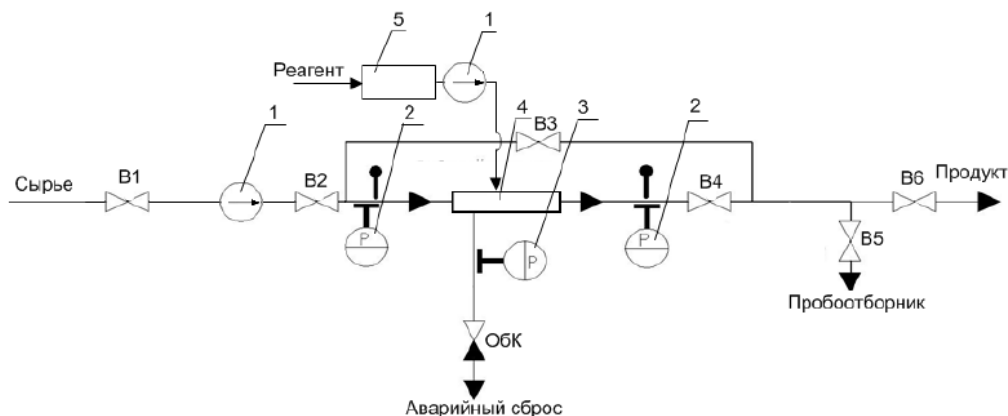 5
1
Реагент
1
2
4
В3
3
2
Сырье
В1
В2
В4
В6
Продукт
Р
Р
Р
В5
Пробоотборник
ОбК
Аварийный сброс